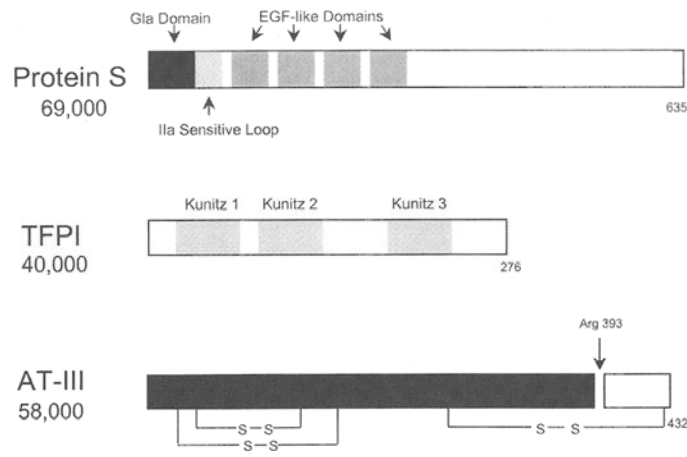 Gla Domain EGF-like Domains
Protein S
69,000
635
IIa Sensitive Loop
Kunitz 1 Kunitz 2 Kunitz 3
TFPI
40,000
276
Arg 393
AT-III
58,000
432
S S
S S
S S